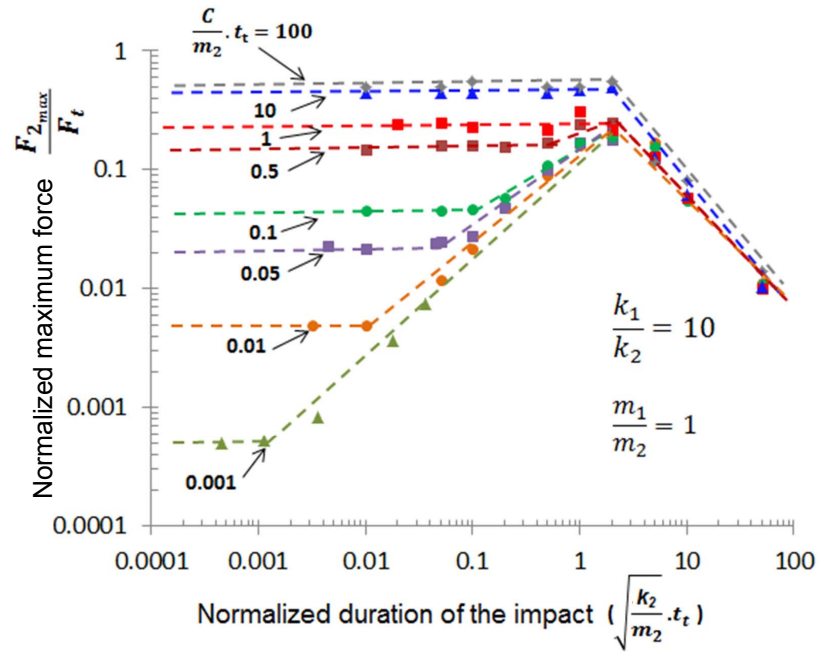 C/m₂ . tₜ = 100
1
10
1
0.5
0.1
0.1
0.05
0.01
0.01
k₁/k₂ = 10
0.001
m₁/m₂ = 1
0.001
0.0001
0.0001 0.001 0.01 0.1 1 10 100
Normalized maximum force F₂ₘₐₓ/Fₜ
Normalized duration of the impact ( √(k₂/m₂) .tₜ )